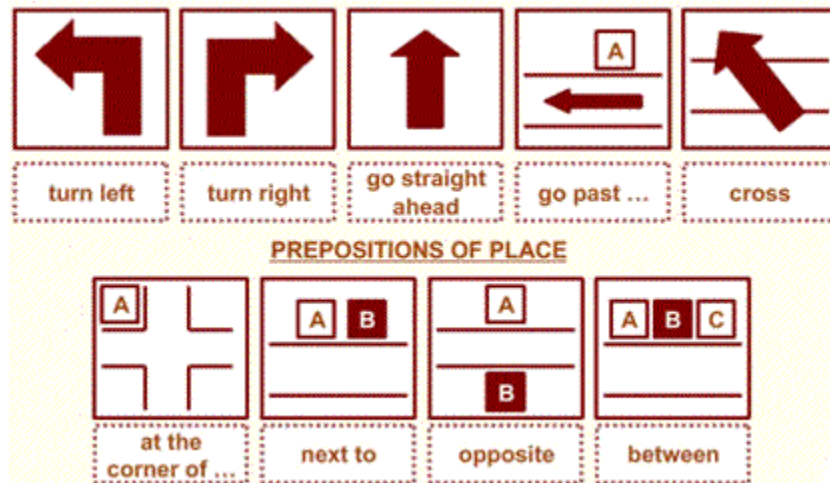 A
turn left
turn right
go straight
ahead
go past ...
cross
PREPOSITIONS OF PLACE
A
A B
A
B
A B C
at the
corner of ...
next to
opposite
between